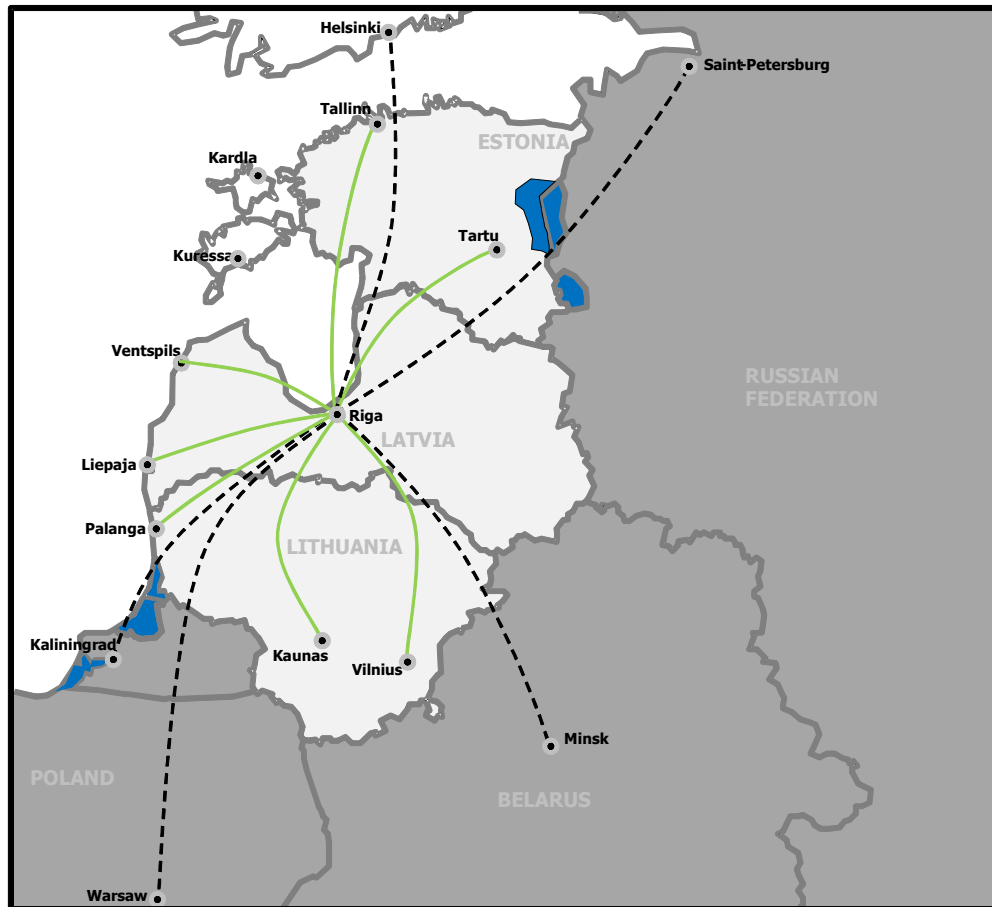 Helsinki
Saint-Petersburg
Tallinn
ESTONIA
Kardla
Tartu
Kuressa
Ventspils
RUSSIAN
FEDERATION
Riga
LATVIA
Liepaja
Palanga
LITHUANIA
Kaliningrad
Kaunas
Vilnius
Minsk
POLAND
BELARUS
Warsaw